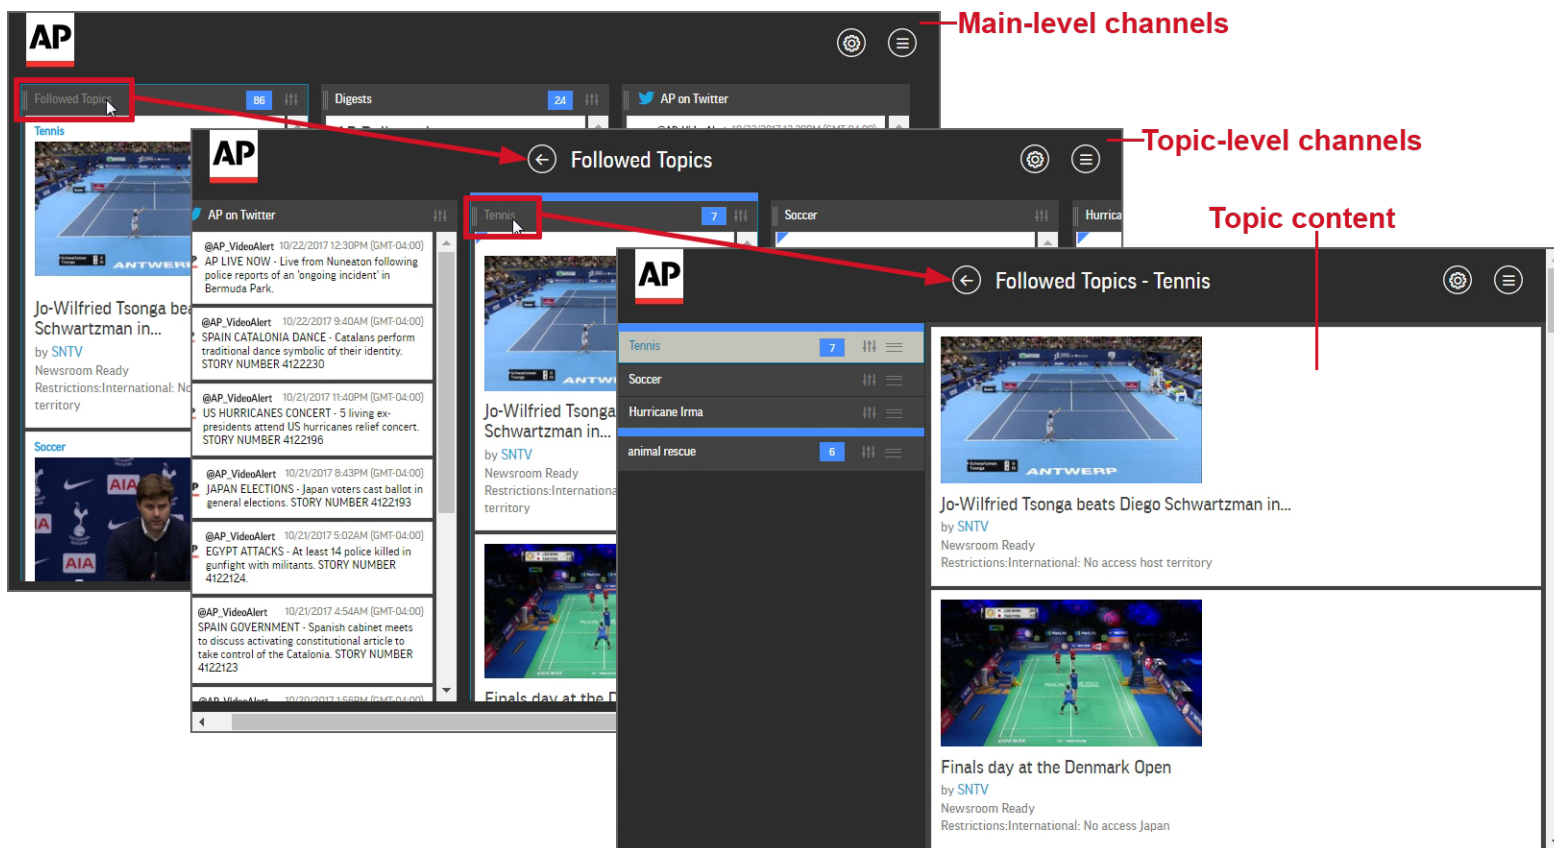 AP
Main-level channels
Followed Topics
86
Digests
24
AP on Twitter
Tennis
Jo-Wilfried Tsonga
Schwartzman in...
by SNTV
Newsroom Ready
Restrictions:International:
territory
Soccer
AIA
AIA
AIA
Topic-level channels
AP
Followed Topics
AP on Twitter
@AP_VideoAlert 10/22/2017 12:30PM (GMT-04:00)
AP LIVE NOW - Live from Nuneaton following
police reports of an 'ongoing incident' in
Bermuda Park.
@AP_VideoAlert 10/22/2017 9:40AM (GMT-04:00)
SPAIN CATALONIA DANCE - Catalans perform
traditional dance symbolic of their identity.
STORY NUMBER 4122230
@AP_VideoAlert 10/21/2017 11:40PM (GMT-04:00)
US HURRICANES CONCERT - 5 living ex-
presidents attend US hurricanes relief concert.
STORY NUMBER 4122196
@AP_VideoAlert 10/21/2017 8:43PM (GMT-04:00)
JAPAN ELECTIONS - Japan voters cast ballot in
general elections. STORY NUMBER 4122193
@AP_VideoAlert 10/21/2017 5:02AM (GMT-04:00)
EGYPT ATTACKS - At least 14 police killed in
gunfight with militants. STORY NUMBER
4122124.
@AP_VideoAlert 10/21/2017 4:54AM (GMT-04:00)
SPAIN GOVERNMENT - Spanish cabinet meets
to discuss activating constitutional article to
take control of the Catalonia. STORY NUMBER
4122123
Tennis
7
Soccer
Jo-Wilfried Tsonga
Schwartzman in...
by SNTV
Newsroom Ready
territory
Finals day at the
Topic content
AP
Followed Topics - Tennis
Tennis
7
Soccer
Hurricane Irma
animal rescue
6
ANTWERP
Jo-Wilfried Tsonga beats Diego Schwartzman in...
by SNTV
Newsroom Ready
Restrictions:International: No access host territory
Finals day at the Denmark Open
by SNTV
Newsroom Ready
Restrictions:International: No access Japan